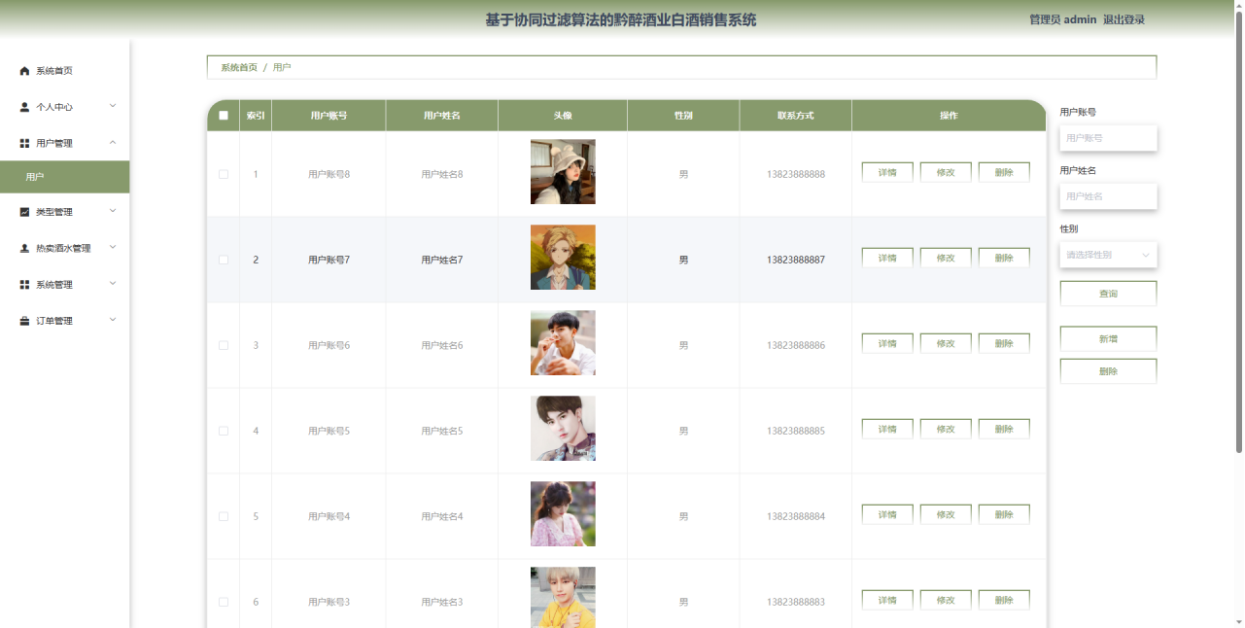 基于协同过滤算法的黔醉酒业白酒销售系统
管理员 admin 退出登录
系统首页
个人中心
用户管理
用户
类型管理
热卖酒水管理
系统管理
订单管理
系统首页 / 用户
索引 用户账号 用户姓名 头像 性别 联系方式 操作
1 用户账号8 用户姓名8 男 13823888888 详情 修改 删除
2 用户账号7 用户姓名7 男 13823888887 详情 修改 删除
3 用户账号6 用户姓名6 男 13823888886 详情 修改 删除
4 用户账号5 用户姓名5 男 13823888885 详情 修改 删除
5 用户账号4 用户姓名4 男 13823888884 详情 修改 删除
6 用户账号3 用户姓名3 男 13823888883 详情 修改 删除
用户账号
用户账号
用户姓名
用户姓名
性别
请选择性别
查询
新增
删除